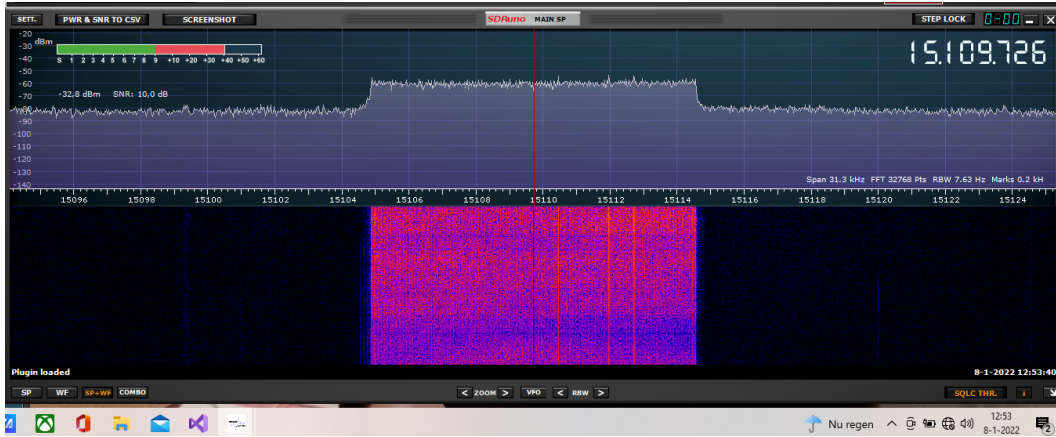 SETT. PWR & SNR TO CSV SCREENSHOT SDRuno MAIN SP STEP LOCK
-20
-30 dBm
-40 S 1 2 3 4 5 6 7 8 9 +10 +20 +30 +40 +50 +60 15.109.726
-50
-60
-70 -32,8 dBm SNR: 10,0 dB
-80
-90
-100
-110
-120
-130 Span 31.3 kHz FFT 32768 Pts RBW 7.63 Hz Marks 0.2 kH
-140
15096 15098 15100 15102 15104 15106 15108 15110 15112 15114 15116 15118 15120 15122 15124
Plugin loaded 8-1-2022 12:53:40
SP WF SP+WF COMBO < ZOOM > VFO < RBW > SQLC THR. i
Nu regen 12:53
8-1-2022 2